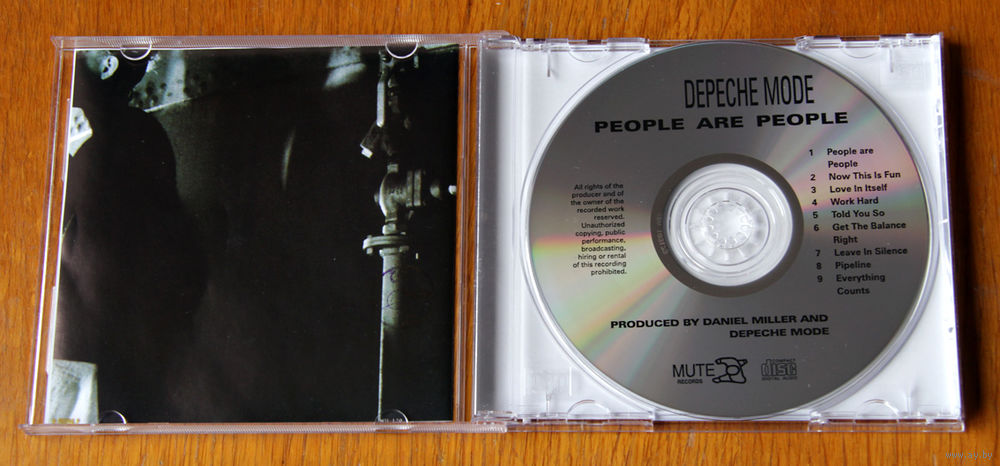 DEPECHE MODE
PEOPLE ARE PEOPLE
All rights of the
producer and of
the owner of the
recorded work
reserved.
Unauthorized
copying, public
performance,
broadcasting,
hiring or rental
of this recording
prohibited.
1 People are
People
2 Now This Is Fun
3 Love In Itself
4 Work Hard
5 Told You So
6 Get The Balance
Right
7 Leave In Silence
8 Pipeline
9 Everything
Counts
PRODUCED BY DANIEL MILLER AND
DEPECHE MODE
MUTE
RECORDS
COMPACT
disc
DIGITAL AUDIO